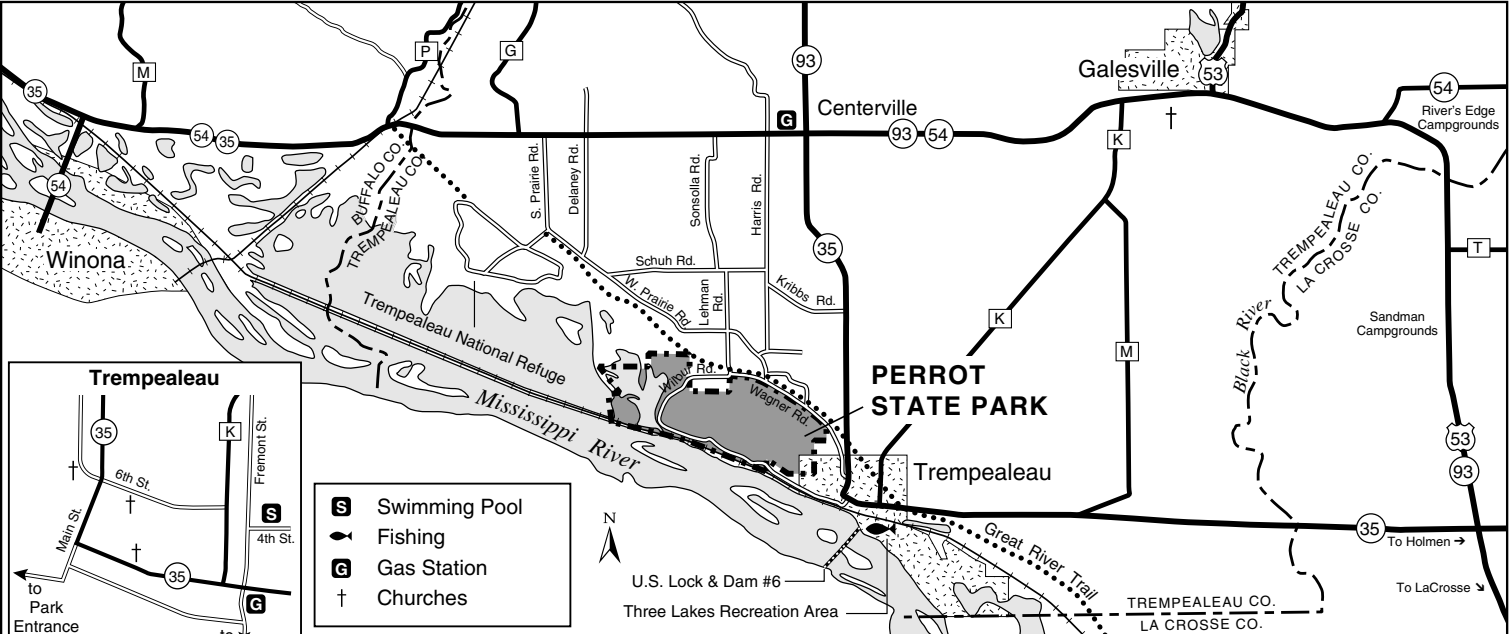 M
P
G
93
Galesville
53
54
River's Edge
Campgrounds
35
54
35
G
Centerville
93
54
†
K
54
Winona
BUFFALO CO.
TREMPEALEAU CO.
S. Prairie Rd.
Delaney Rd.
Sonsolla Rd.
Harris Rd.
35
TREMPEALEAU CO.
LA CROSSE CO.
T
Schuh Rd.
W. Prairie Rd
Lehman
Rd.
Kribbs Rd.
K
M
Black River
Sandman
Campgrounds
Trempealeau National Refuge
Mississippi River
Wilbur Rd.
Wagner Rd.
PERROT
STATE PARK
Trempealeau
53
93
Trempealeau
35
K
Fremont St.
†
6th St.
†
S
4th St.
Main St.
†
35
G
to
Park
Entrance
S Swimming Pool
Fishing
G Gas Station
† Churches
N
U.S. Lock & Dam #6
Three Lakes Recreation Area
Great River Trail
35
To Holmen
To LaCrosse
TREMPEALEAU CO.
LA CROSSE CO.